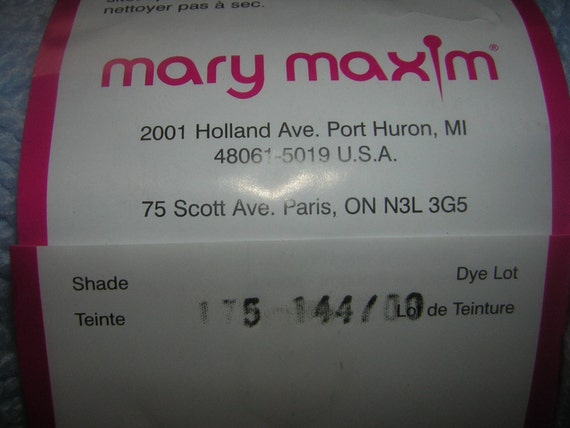 nettoyer pas à sec.
mary maxim®
2001 Holland Ave. Port Huron, MI
48061-5019 U.S.A.
75 Scott Ave. Paris, ON N3L 3G5
Shade
Dye Lot
175 144/00
Teinte
Lot de Teinture